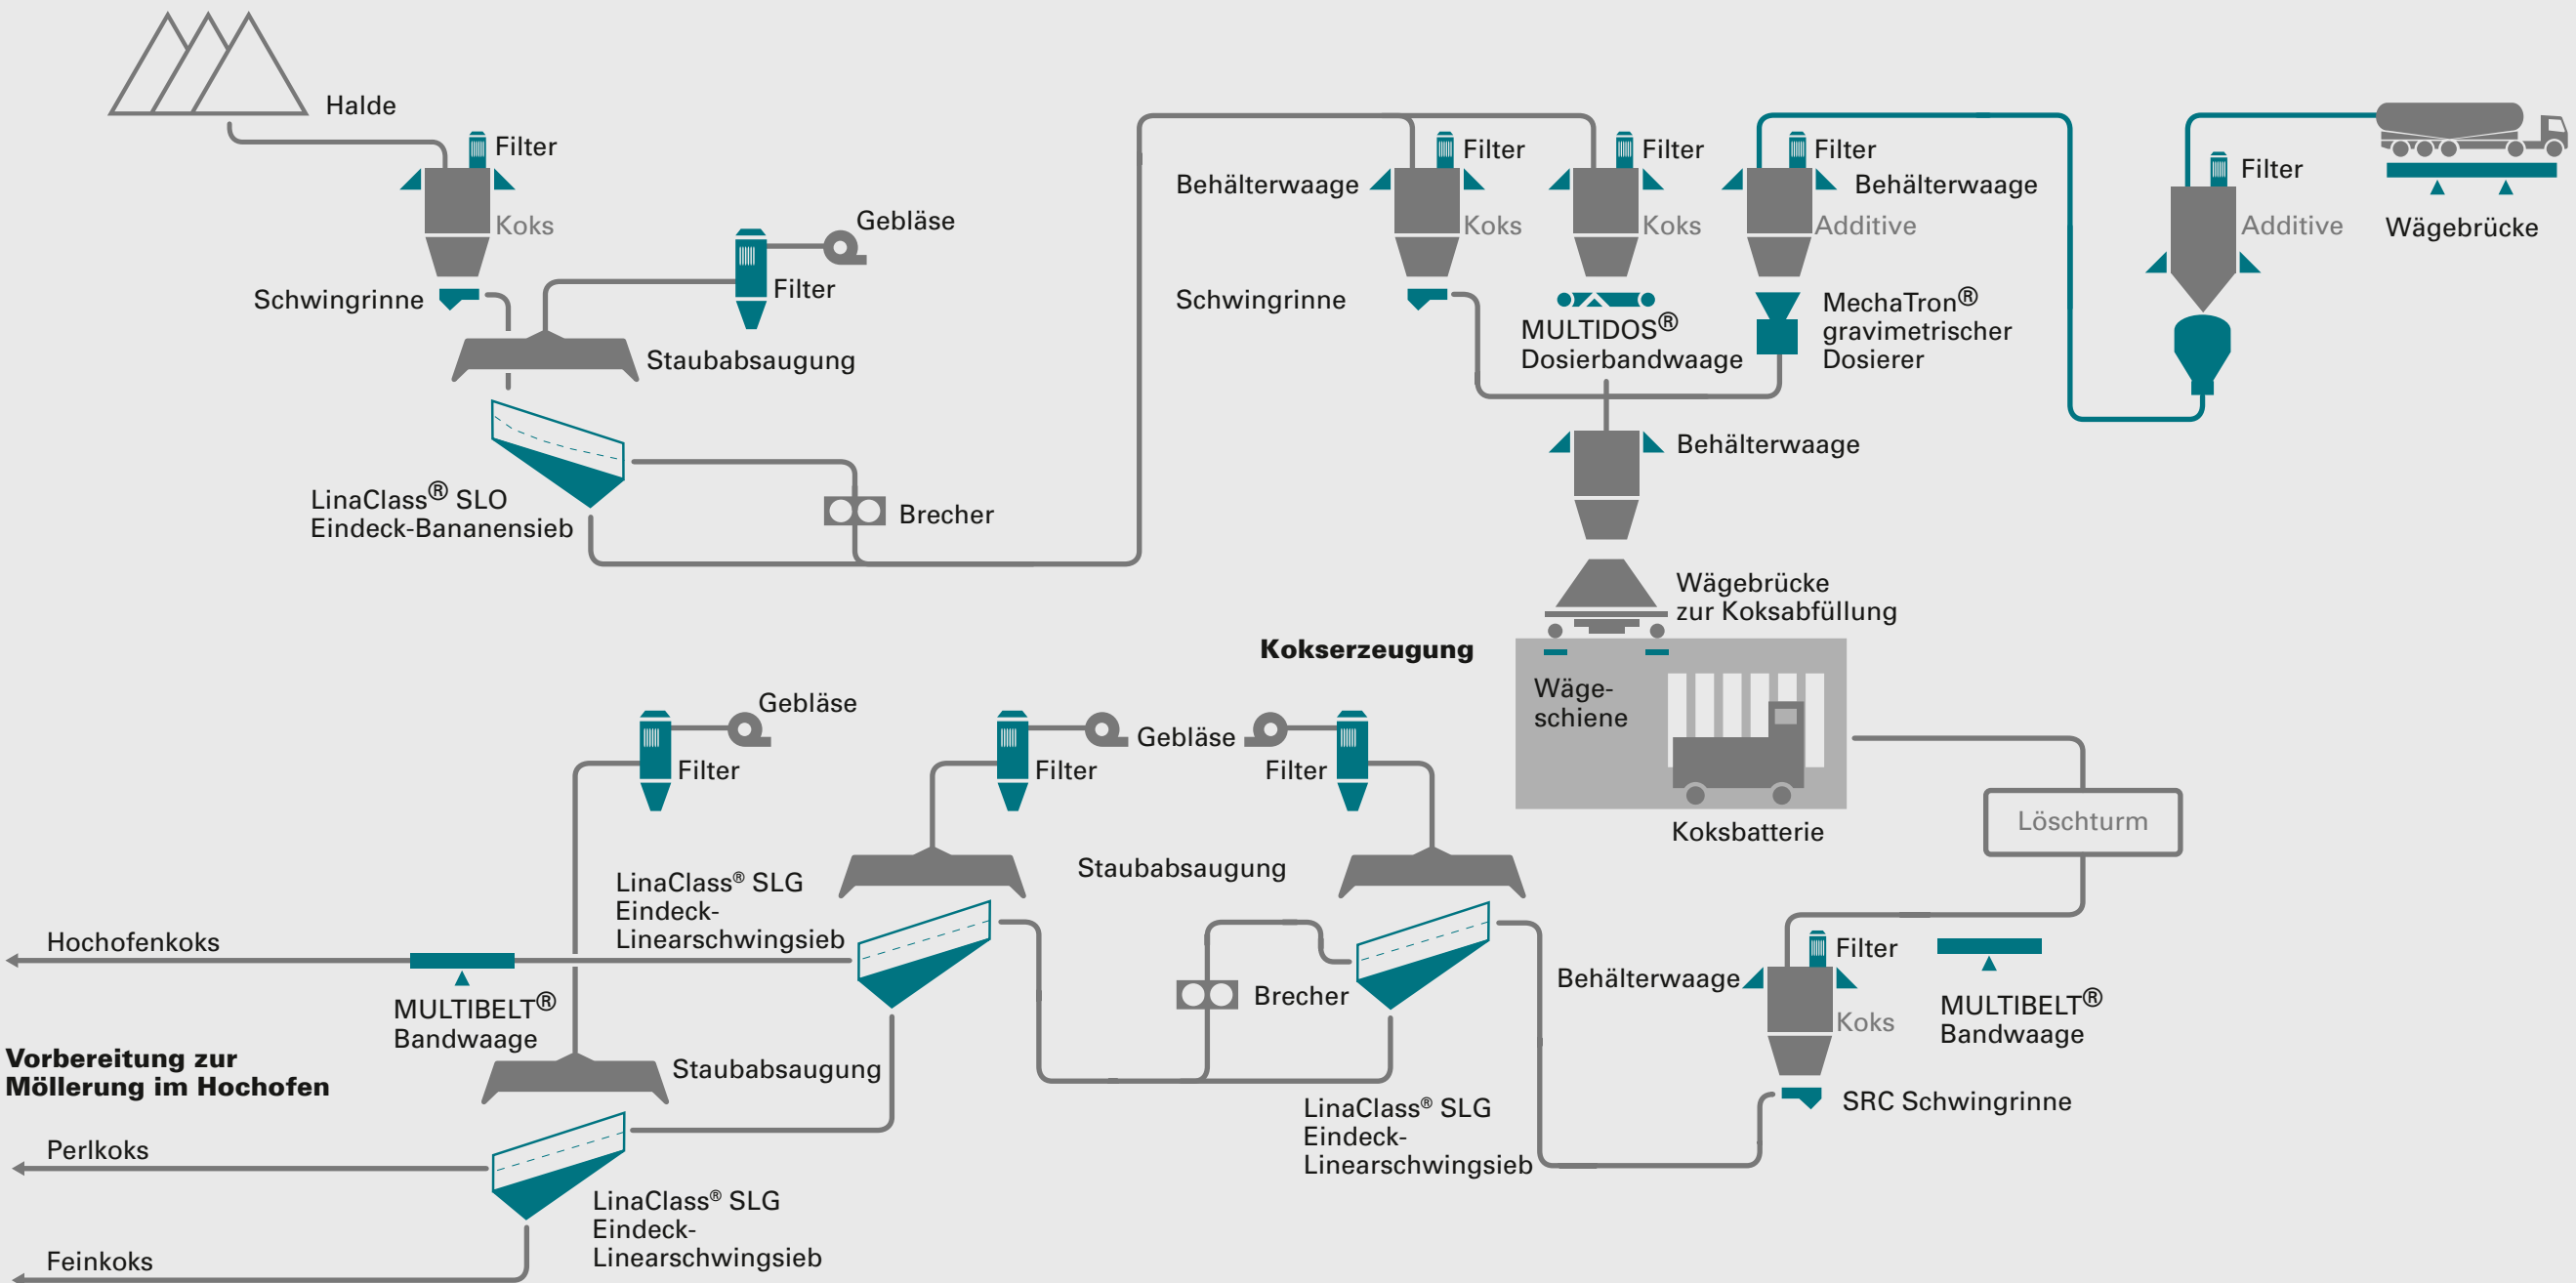 Halde
Filter
Koks
Schwingrinne
Gebläse
Filter
Staubabsaugung
LinaClass® SLO
Eindeck-Bananensieb
Brecher
Behälterwaage
Filter
Koks
Schwingrinne
Filter
Koks
MULTIDOS®
Dosierbandwaage
Filter
Behälterwaage
Additive
MechaTron®
gravimetrischer
Dosierer
Filter
Additive
Wägebrücke
Behälterwaage
Wägebrücke
zur Koksabfüllung
Kokserzeugung
Wäge-
schiene
Koksbatterie
Löschturm
Gebläse
Filter
Gebläse
Filter
Filter
Staubabsaugung
LinaClass® SLG
Eindeck-
Linearschwingsieb
Hochofenkoks
MULTIBELT®
Bandwaage
Brecher
Behälterwaage
Filter
Koks
MULTIBELT®
Bandwaage
SRC Schwingrinne
Vorbereitung zur
Möllerung im Hochofen
Staubabsaugung
LinaClass® SLG
Eindeck-
Linearschwingsieb
Perlkoks
LinaClass® SLG
Eindeck-
Linearschwingsieb
Feinkoks